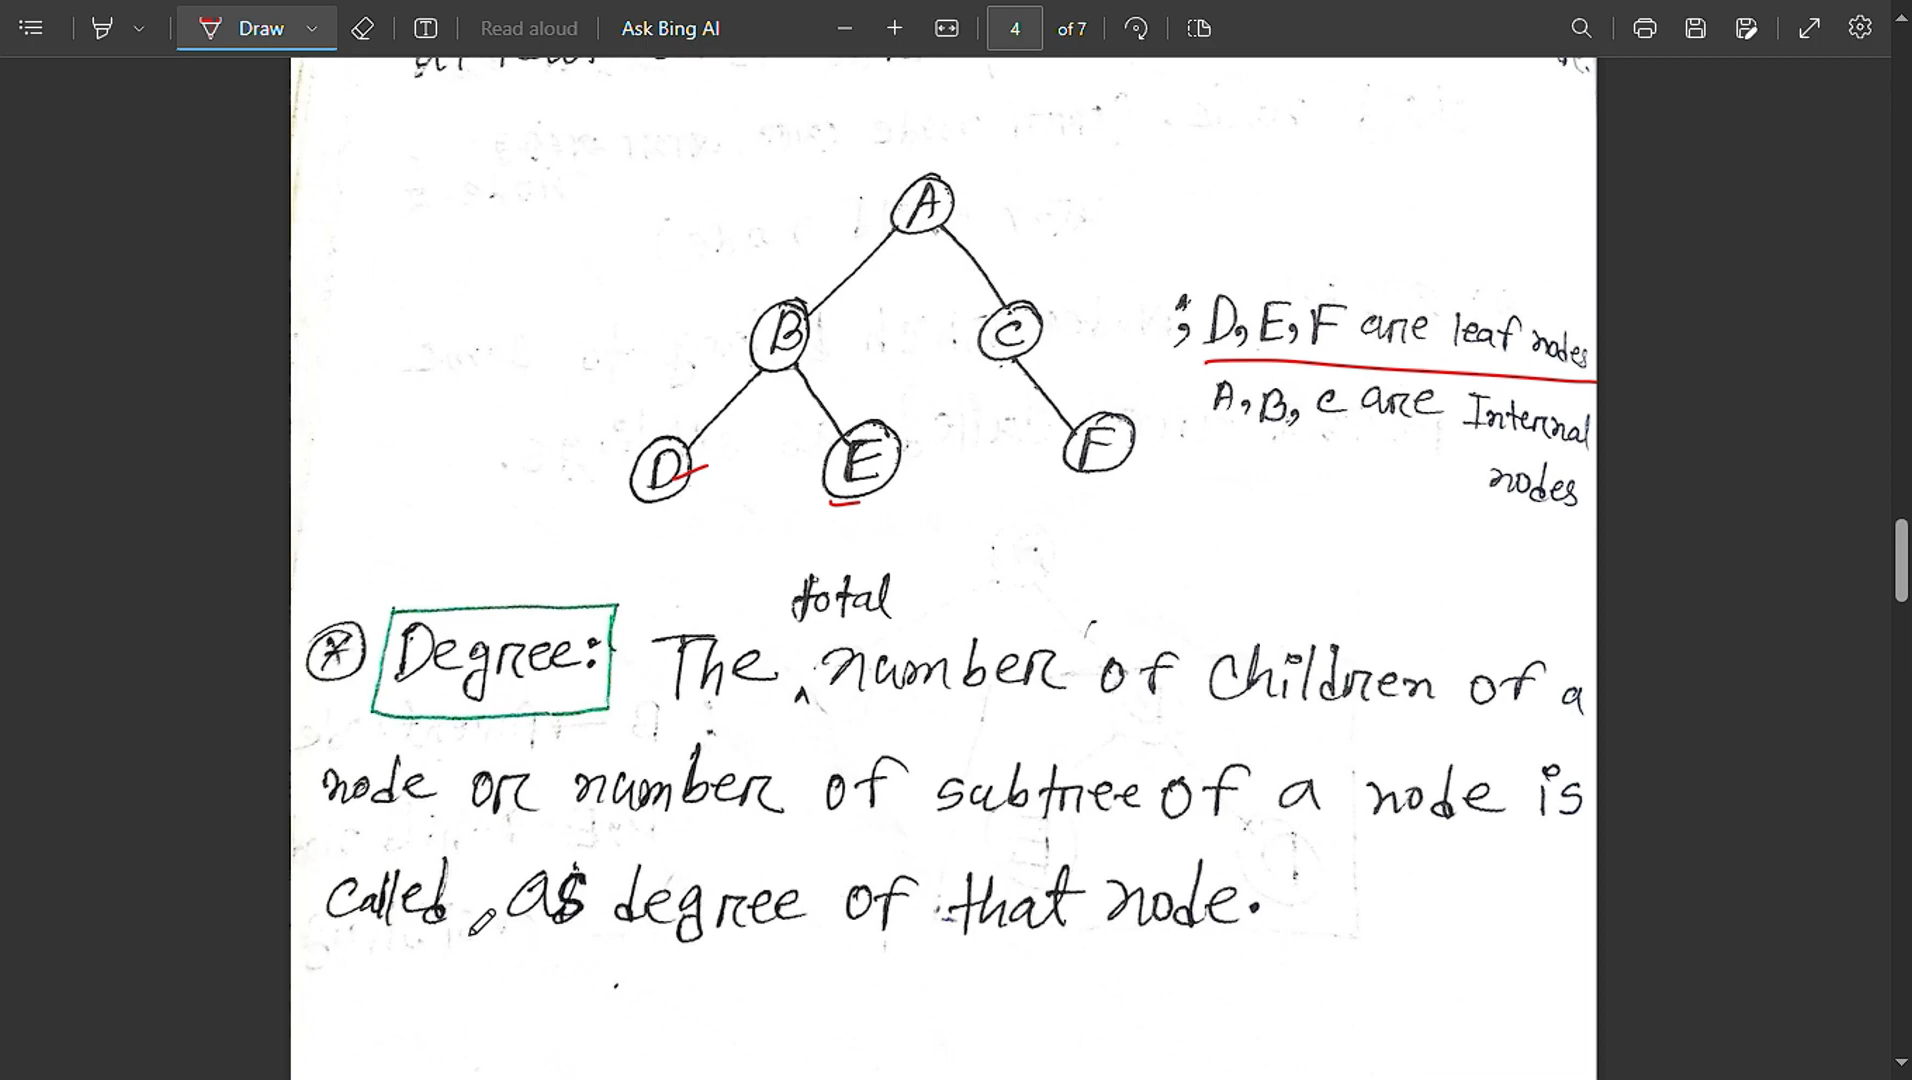 Draw
Read aloud
Ask Bing AI
4
of 7
A
B
C
; D, E, F are leaf nodes
A, B, C are Internal
nodes
D
E
F
total
* Degree: The ^ number of children of a
node or number of subtree of a node is
called, as degree of that node.